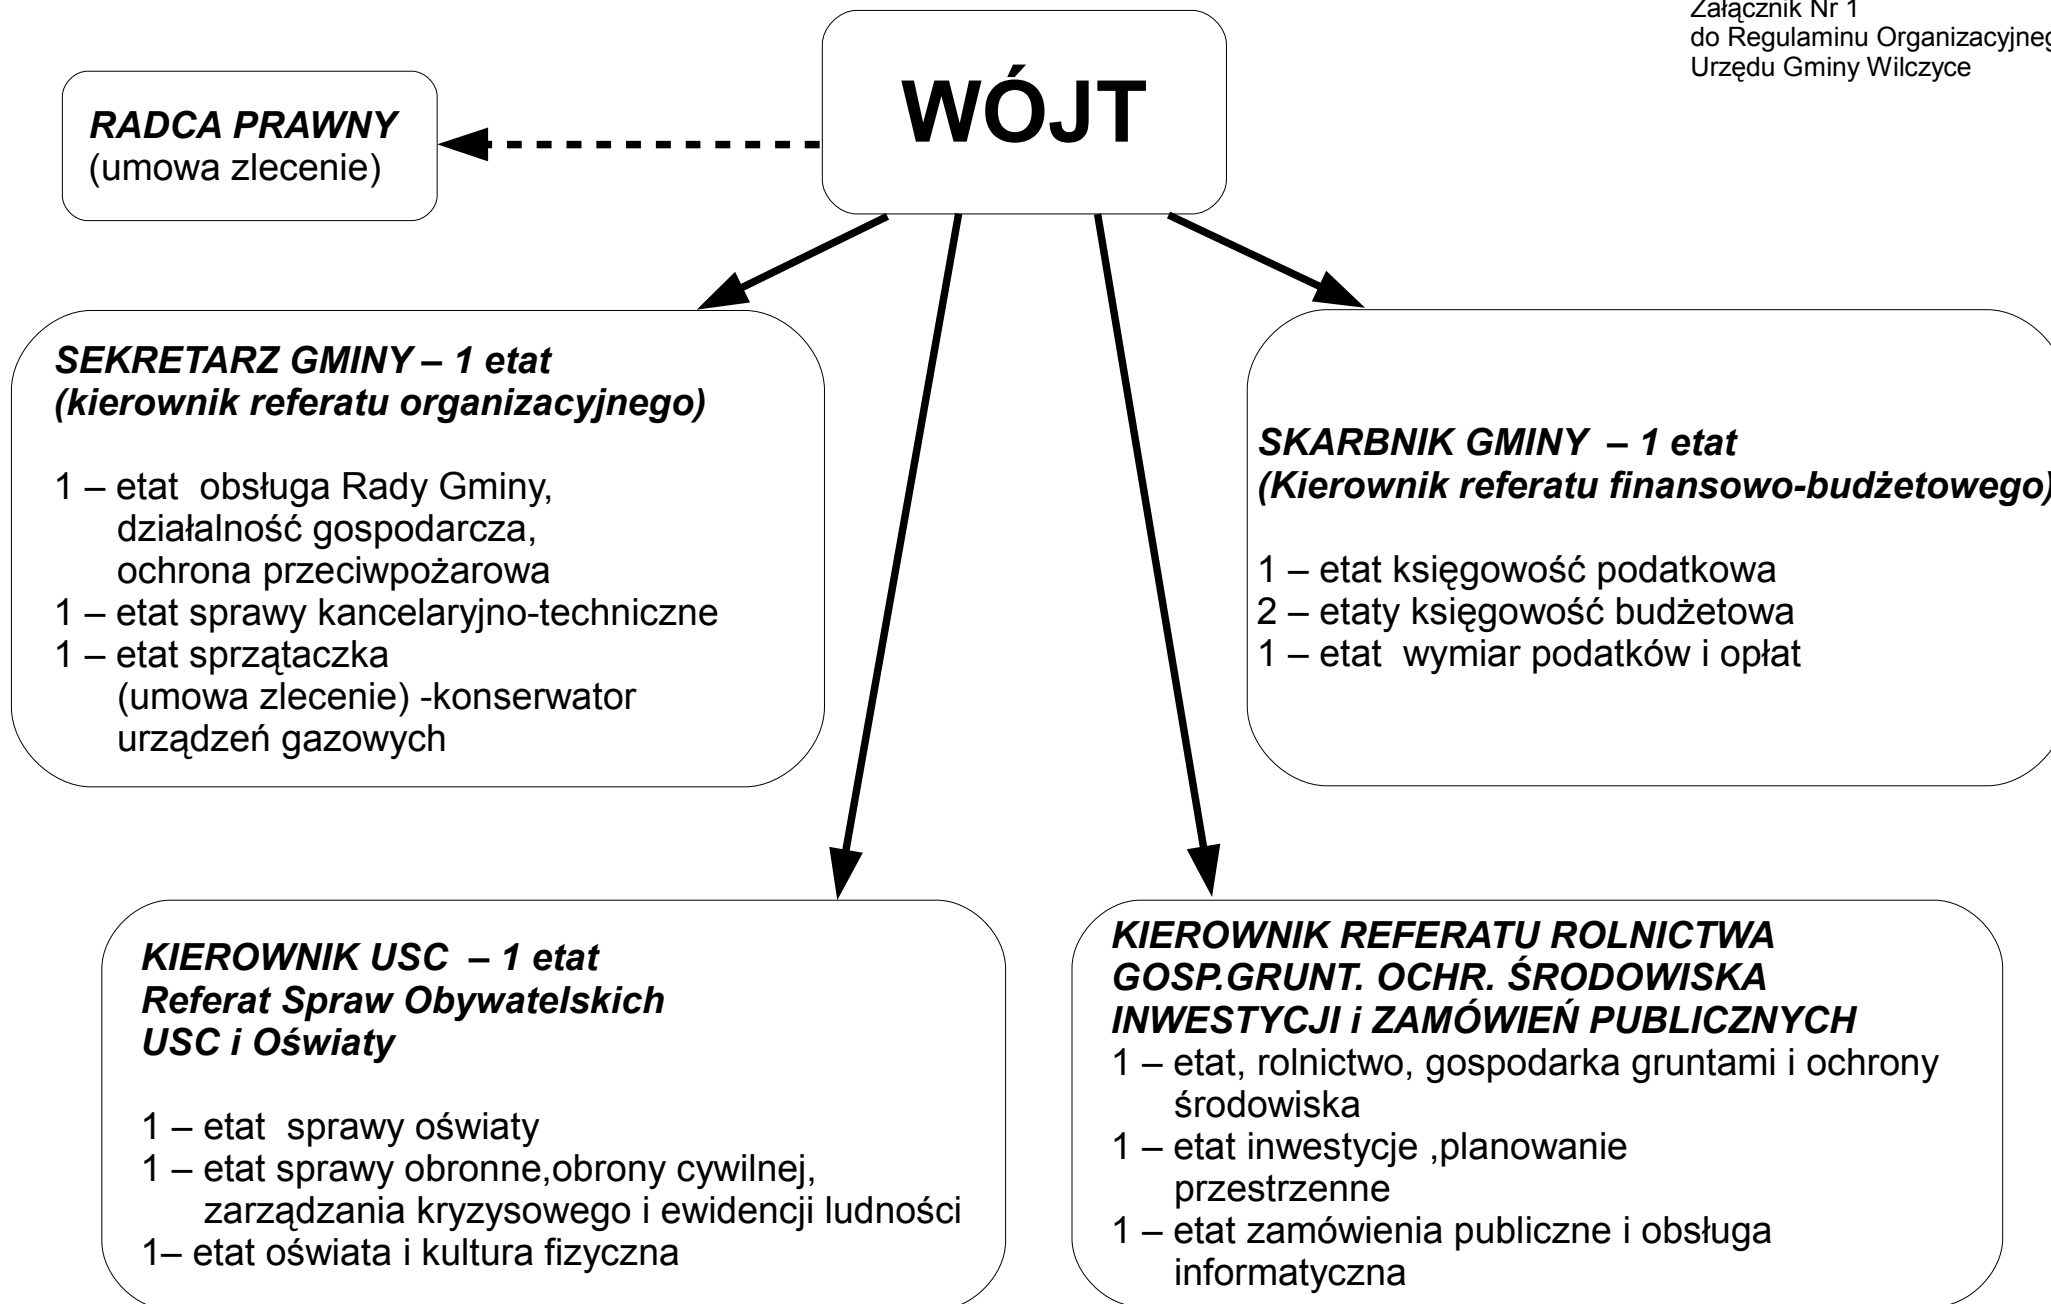 Załącznik Nr 1
do Regulaminu Organizacyjneg
Urzędu Gminy Wilczyce
WÓJT
RADCA PRAWNY
(umowa zlecenie)
SEKRETARZ GMINY – 1 etat
(kierownik referatu organizacyjnego)
1 – etat  obsługa Rady Gminy,
działalność gospodarcza,
ochrona przeciwpożarowa
1 – etat sprawy kancelaryjno-techniczne
1 – etat sprzątaczka
(umowa zlecenie) -konserwator
urządzeń gazowych
SKARBNIK GMINY  – 1 etat
(Kierownik referatu finansowo-budżetowego)
1 – etat księgowość podatkowa
2 – etaty księgowość budżetowa
1 – etat  wymiar podatków i opłat
KIEROWNIK USC  – 1 etat
Referat Spraw Obywatelskich
USC i Oświaty
1 – etat  sprawy oświaty
1 – etat sprawy obronne,obrony cywilnej,
zarządzania kryzysowego i ewidencji ludności
1– etat oświata i kultura fizyczna
KIEROWNIK REFERATU ROLNICTWA
GOSP.GRUNT. OCHR. ŚRODOWISKA
INWESTYCJI i ZAMÓWIEŃ PUBLICZNYCH
1 – etat, rolnictwo, gospodarka gruntami i ochrony
środowiska
1 – etat inwestycje ,planowanie
przestrzenne
1 – etat zamówienia publiczne i obsługa
informatyczna